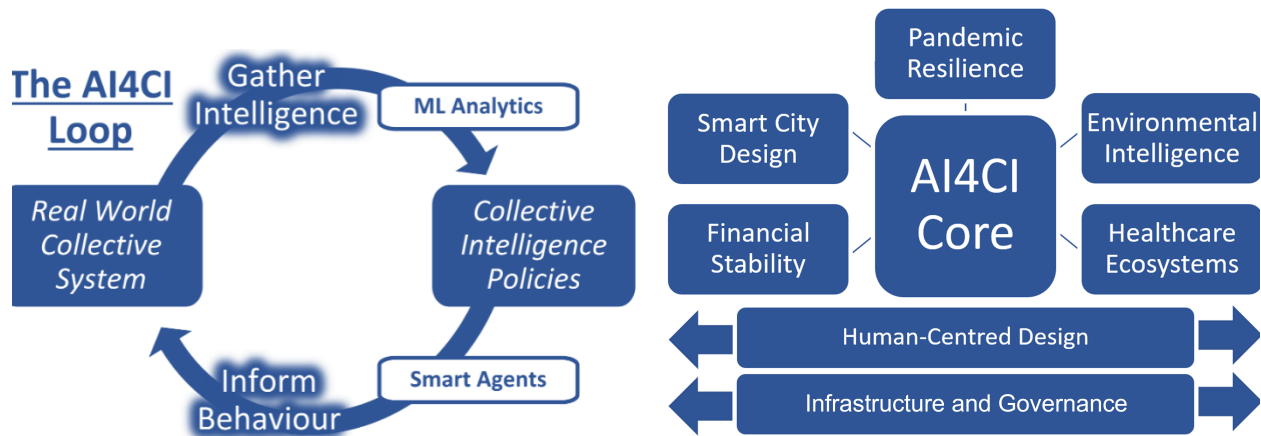 The AI4CI
Loop
Gather
Intelligence
ML Analytics
Real World
Collective
System
Collective
Intelligence
Policies
Inform
Behaviour
Smart Agents
Pandemic
Resilience
Smart City
Design
Environmental
Intelligence
AI4CI
Core
Financial
Stability
Healthcare
Ecosystems
Human-Centred Design
Infrastructure and Governance